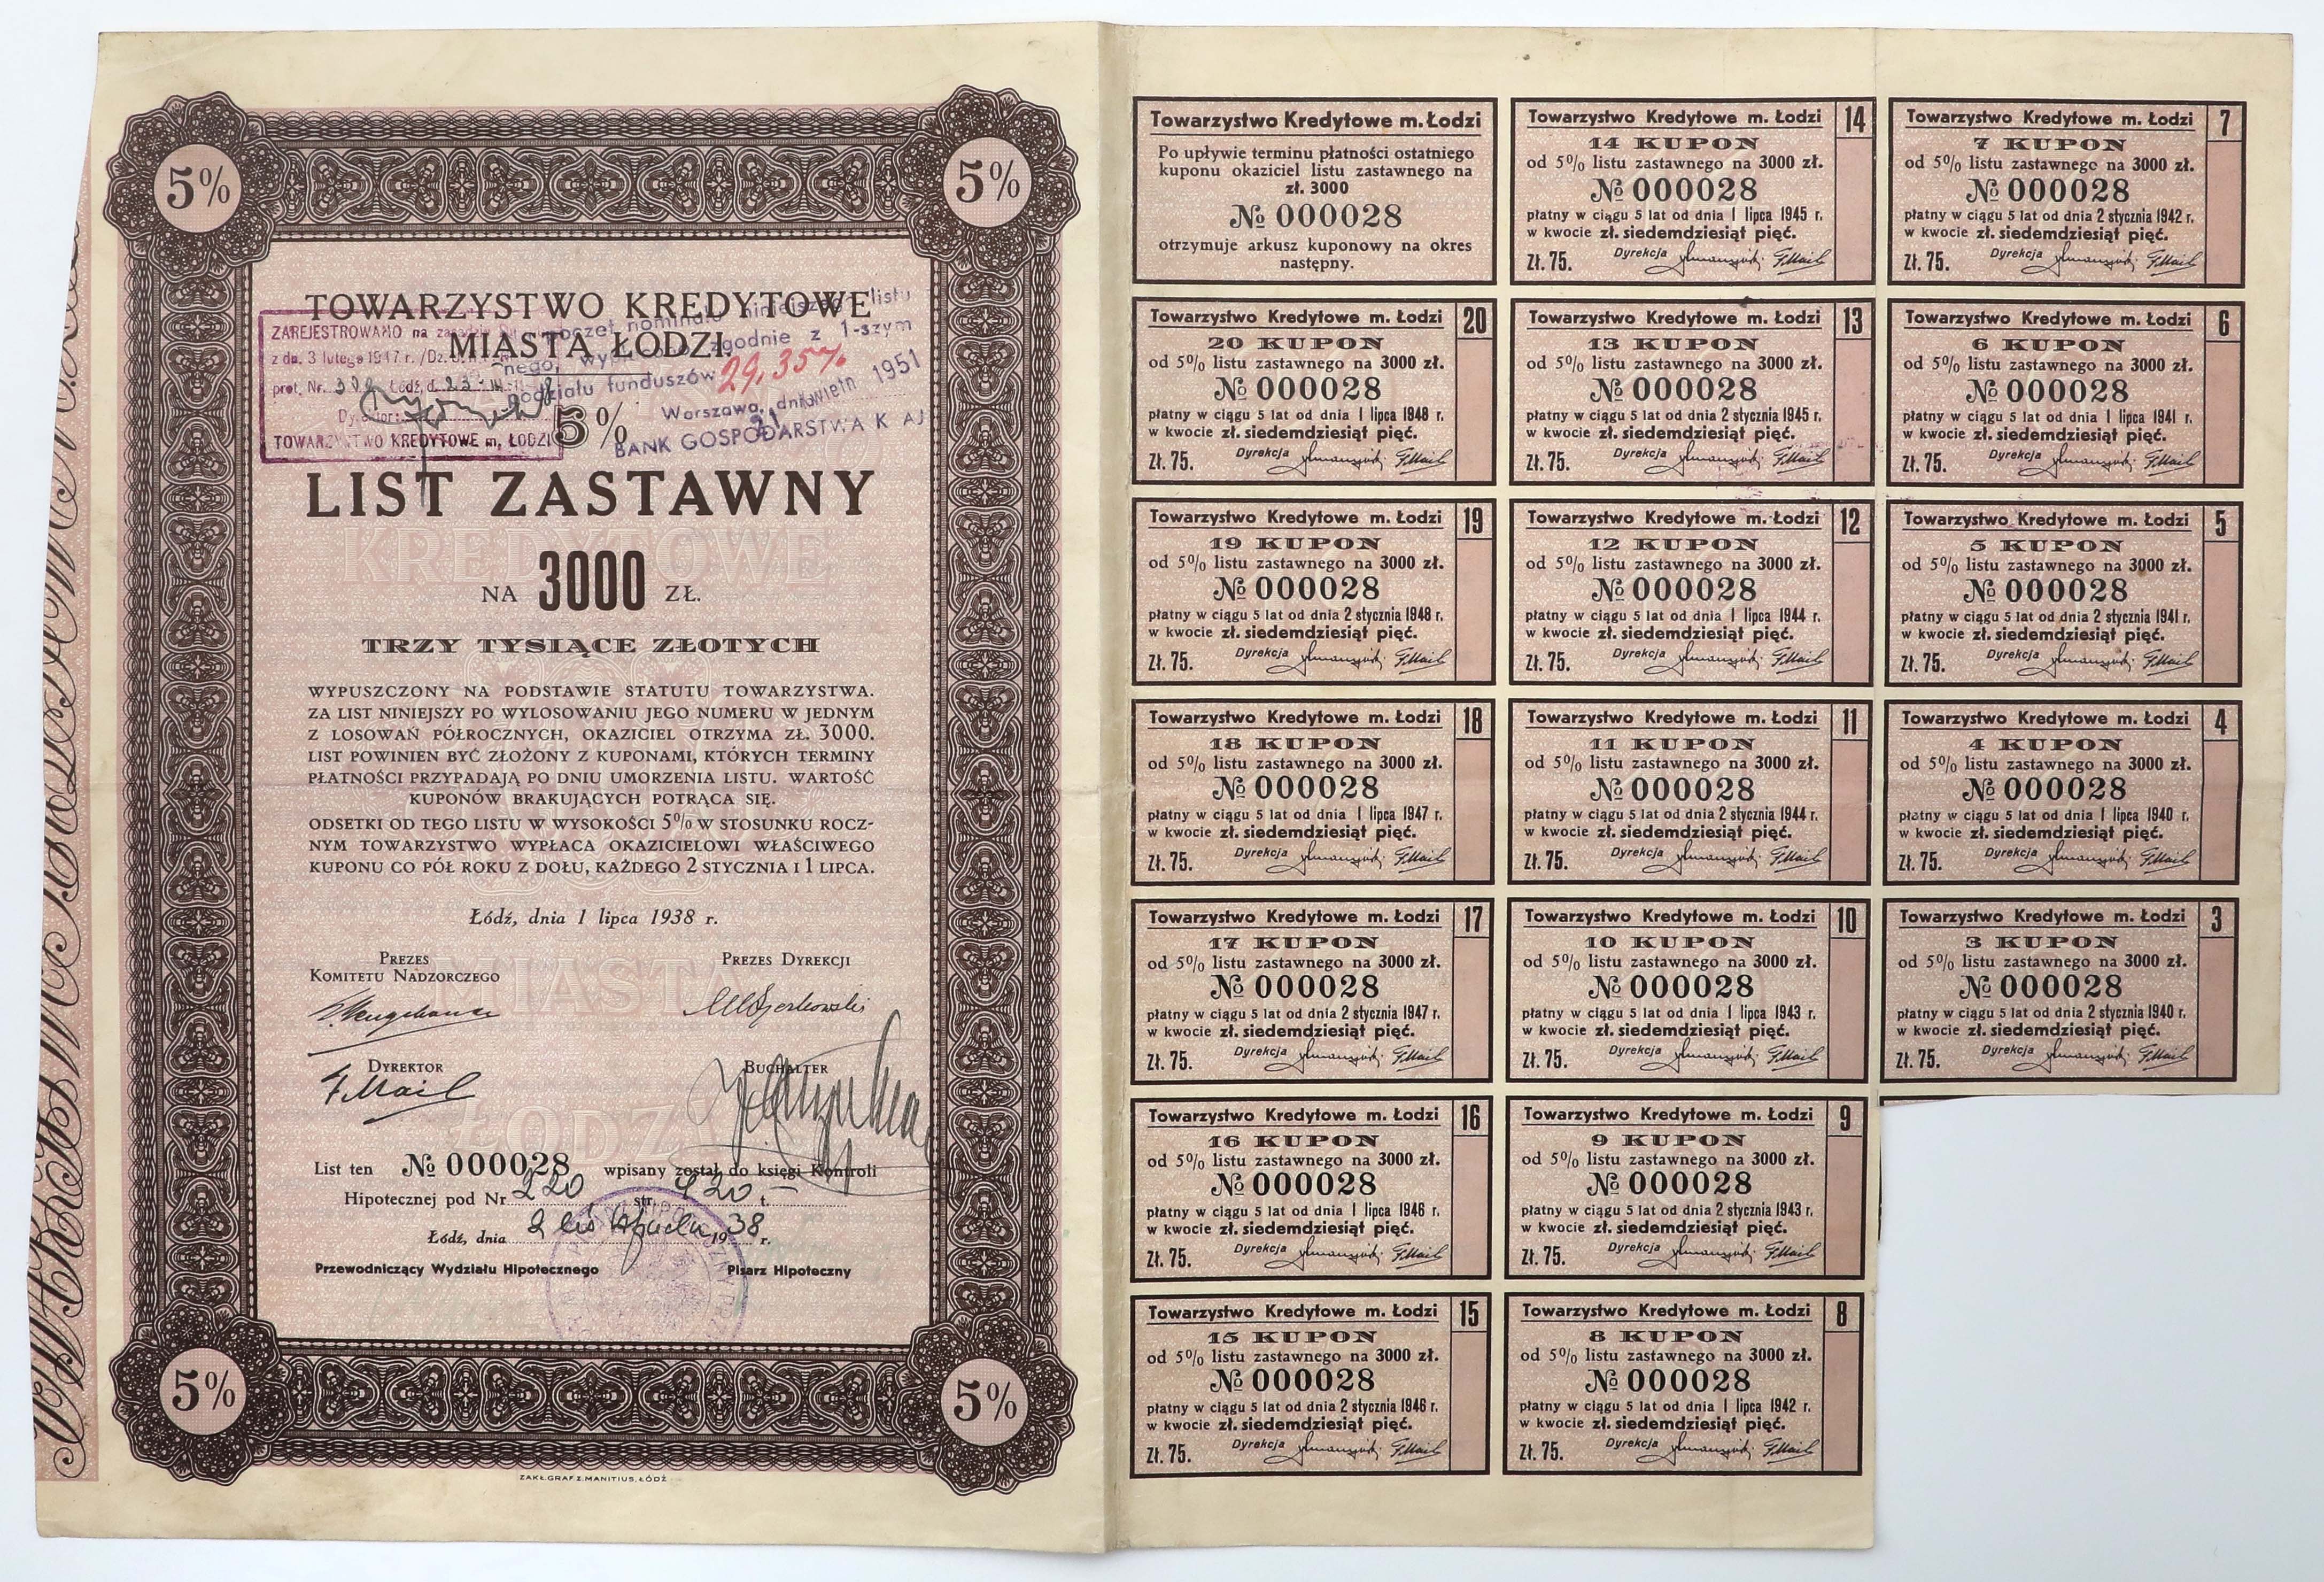 5%
5%
TOWARZYSTWO KREDYTOWE
MIASTA ŁODZI.
ZAREJESTROWANO na
z dn. 3 lutego 1947 r. /Dz.
prot. Nr. Łódź, d.
Dyrektor:
TOWARZYSTWO KREDYTOWE m. ŁODZI
poczet nominału niniejszego listu
zgodnie z 1-szym
podziału funduszów 29,35%
Warszawa, dnia 1951
BANK GOSPODARSTWA KRAJ
5%
LIST ZASTAWNY
KREDYTOWE
NA 3000 ZŁ.
TRZY TYSIĄCE ZŁOTYCH
WYPUSZCZONY NA PODSTAWIE STATUTU TOWARZYSTWA.
ZA LIST NINIEJSZY PO WYLOSOWANIU JEGO NUMERU W JEDNYM
Z LOSOWAŃ PÓŁROCZNYCH, OKAZICIEL OTRZYMA ZŁ. 3000.
LIST POWINIEN BYĆ ZŁOŻONY Z KUPONAMI, KTÓRYCH TERMINY
PŁATNOŚCI PRZYPADAJĄ PO DNIU UMORZENIA LISTU. WARTOŚĆ
KUPONÓW BRAKUJĄCYCH POTRĄCA SIĘ.
ODSETKI OD TEGO LISTU W WYSOKOŚCI 5% W STOSUNKU ROCZ-
NYM TOWARZYSTWO WYPŁACA OKAZICIELOWI WŁAŚCIWEGO
KUPONU CO PÓŁ ROKU Z DOŁU, KAŻDEGO 2 STYCZNIA I 1 LIPCA.
Łódź, dnia 1 lipca 1938 r.
MIASTA
PREZES
KOMITETU NADZORCZEGO
PREZES DYREKCJI
DYREKTOR
BUCHALTER
ŁODZI
List ten № 000028 wpisany został do księgi Kontroli
Hipotecznej pod Nr. 220 str. 420 t. —
Łódź, dnia 2 listopada 1938 r.
Przewodniczący Wydziału Hipotecznego
Pisarz Hipoteczny
5%
5%
ZAKŁ. GRAF. Z. MANITIUS, ŁÓDŹ
Towarzystwo Kredytowe m. Łodzi
Po upływie terminu płatności ostatniego
kuponu okaziciel listu zastawnego na
zł. 3000
№ 000028
otrzymuje arkusz kuponowy na okres
następny.
Towarzystwo Kredytowe m. Łodzi 20
20 KUPON
od 5% listu zastawnego na 3000 zł.
№ 000028
płatny w ciągu 5 lat od dnia 1 lipca 1948 r.
w kwocie zł. siedemdziesiąt pięć.
Zł. 75. Dyrekcja
Towarzystwo Kredytowe m. Łodzi 19
19 KUPON
od 5% listu zastawnego na 3000 zł.
№ 000028
płatny w ciągu 5 lat od dnia 2 stycznia 1948 r.
w kwocie zł. siedemdziesiąt pięć.
Zł. 75. Dyrekcja
Towarzystwo Kredytowe m. Łodzi 18
18 KUPON
od 5% listu zastawnego na 3000 zł.
№ 000028
płatny w ciągu 5 lat od dnia 1 lipca 1947 r.
w kwocie zł. siedemdziesiąt pięć.
Zł. 75. Dyrekcja
Towarzystwo Kredytowe m. Łodzi 17
17 KUPON
od 5% listu zastawnego na 3000 zł.
№ 000028
płatny w ciągu 5 lat od dnia 2 stycznia 1947 r.
w kwocie zł. siedemdziesiąt pięć.
Zł. 75. Dyrekcja
Towarzystwo Kredytowe m. Łodzi 16
16 KUPON
od 5% listu zastawnego na 3000 zł.
№ 000028
płatny w ciągu 5 lat od dnia 1 lipca 1946 r.
w kwocie zł. siedemdziesiąt pięć.
Zł. 75. Dyrekcja
Towarzystwo Kredytowe m. Łodzi 15
15 KUPON
od 5% listu zastawnego na 3000 zł.
№ 000028
płatny w ciągu 5 lat od dnia 2 stycznia 1946 r.
w kwocie zł. siedemdziesiąt pięć.
Zł. 75. Dyrekcja
Towarzystwo Kredytowe m. Łodzi 14
14 KUPON
od 5% listu zastawnego na 3000 zł.
№ 000028
płatny w ciągu 5 lat od dnia 1 lipca 1945 r.
w kwocie zł. siedemdziesiąt pięć.
Zł. 75. Dyrekcja
Towarzystwo Kredytowe m. Łodzi 13
13 KUPON
od 5% listu zastawnego na 3000 zł.
№ 000028
płatny w ciągu 5 lat od dnia 2 stycznia 1945 r.
w kwocie zł. siedemdziesiąt pięć.
Zł. 75. Dyrekcja
Towarzystwo Kredytowe m. Łodzi 12
12 KUPON
od 5% listu zastawnego na 3000 zł.
№ 000028
płatny w ciągu 5 lat od dnia 1 lipca 1944 r.
w kwocie zł. siedemdziesiąt pięć.
Zł. 75. Dyrekcja
Towarzystwo Kredytowe m. Łodzi 11
11 KUPON
od 5% listu zastawnego na 3000 zł.
№ 000028
płatny w ciągu 5 lat od dnia 2 stycznia 1944 r.
w kwocie zł. siedemdziesiąt pięć.
Zł. 75. Dyrekcja
Towarzystwo Kredytowe m. Łodzi 10
10 KUPON
od 5% listu zastawnego na 3000 zł.
№ 000028
płatny w ciągu 5 lat od dnia 1 lipca 1943 r.
w kwocie zł. siedemdziesiąt pięć.
Zł. 75. Dyrekcja
Towarzystwo Kredytowe m. Łodzi 9
9 KUPON
od 5% listu zastawnego na 3000 zł.
№ 000028
płatny w ciągu 5 lat od dnia 2 stycznia 1943 r.
w kwocie zł. siedemdziesiąt pięć.
Zł. 75. Dyrekcja
Towarzystwo Kredytowe m. Łodzi 8
8 KUPON
od 5% listu zastawnego na 3000 zł.
№ 000028
płatny w ciągu 5 lat od dnia 1 lipca 1942 r.
w kwocie zł. siedemdziesiąt pięć.
Zł. 75. Dyrekcja
Towarzystwo Kredytowe m. Łodzi 7
7 KUPON
od 5% listu zastawnego na 3000 zł.
№ 000028
płatny w ciągu 5 lat od dnia 2 stycznia 1942 r.
w kwocie zł. siedemdziesiąt pięć.
Zł. 75. Dyrekcja
Towarzystwo Kredytowe m. Łodzi 6
6 KUPON
od 5% listu zastawnego na 3000 zł.
№ 000028
płatny w ciągu 5 lat od dnia 1 lipca 1941 r.
w kwocie zł. siedemdziesiąt pięć.
Zł. 75. Dyrekcja
Towarzystwo Kredytowe m. Łodzi 5
5 KUPON
od 5% listu zastawnego na 3000 zł.
№ 000028
płatny w ciągu 5 lat od dnia 2 stycznia 1941 r.
w kwocie zł. siedemdziesiąt pięć.
Zł. 75. Dyrekcja
Towarzystwo Kredytowe m. Łodzi 4
4 KUPON
od 5% listu zastawnego na 3000 zł.
№ 000028
płatny w ciągu 5 lat od dnia 1 lipca 1940 r.
w kwocie zł. siedemdziesiąt pięć.
Zł. 75. Dyrekcja
Towarzystwo Kredytowe m. Łodzi 3
3 KUPON
od 5% listu zastawnego na 3000 zł.
№ 000028
płatny w ciągu 5 lat od dnia 2 stycznia 1940 r.
w kwocie zł. siedemdziesiąt pięć.
Zł. 75. Dyrekcja